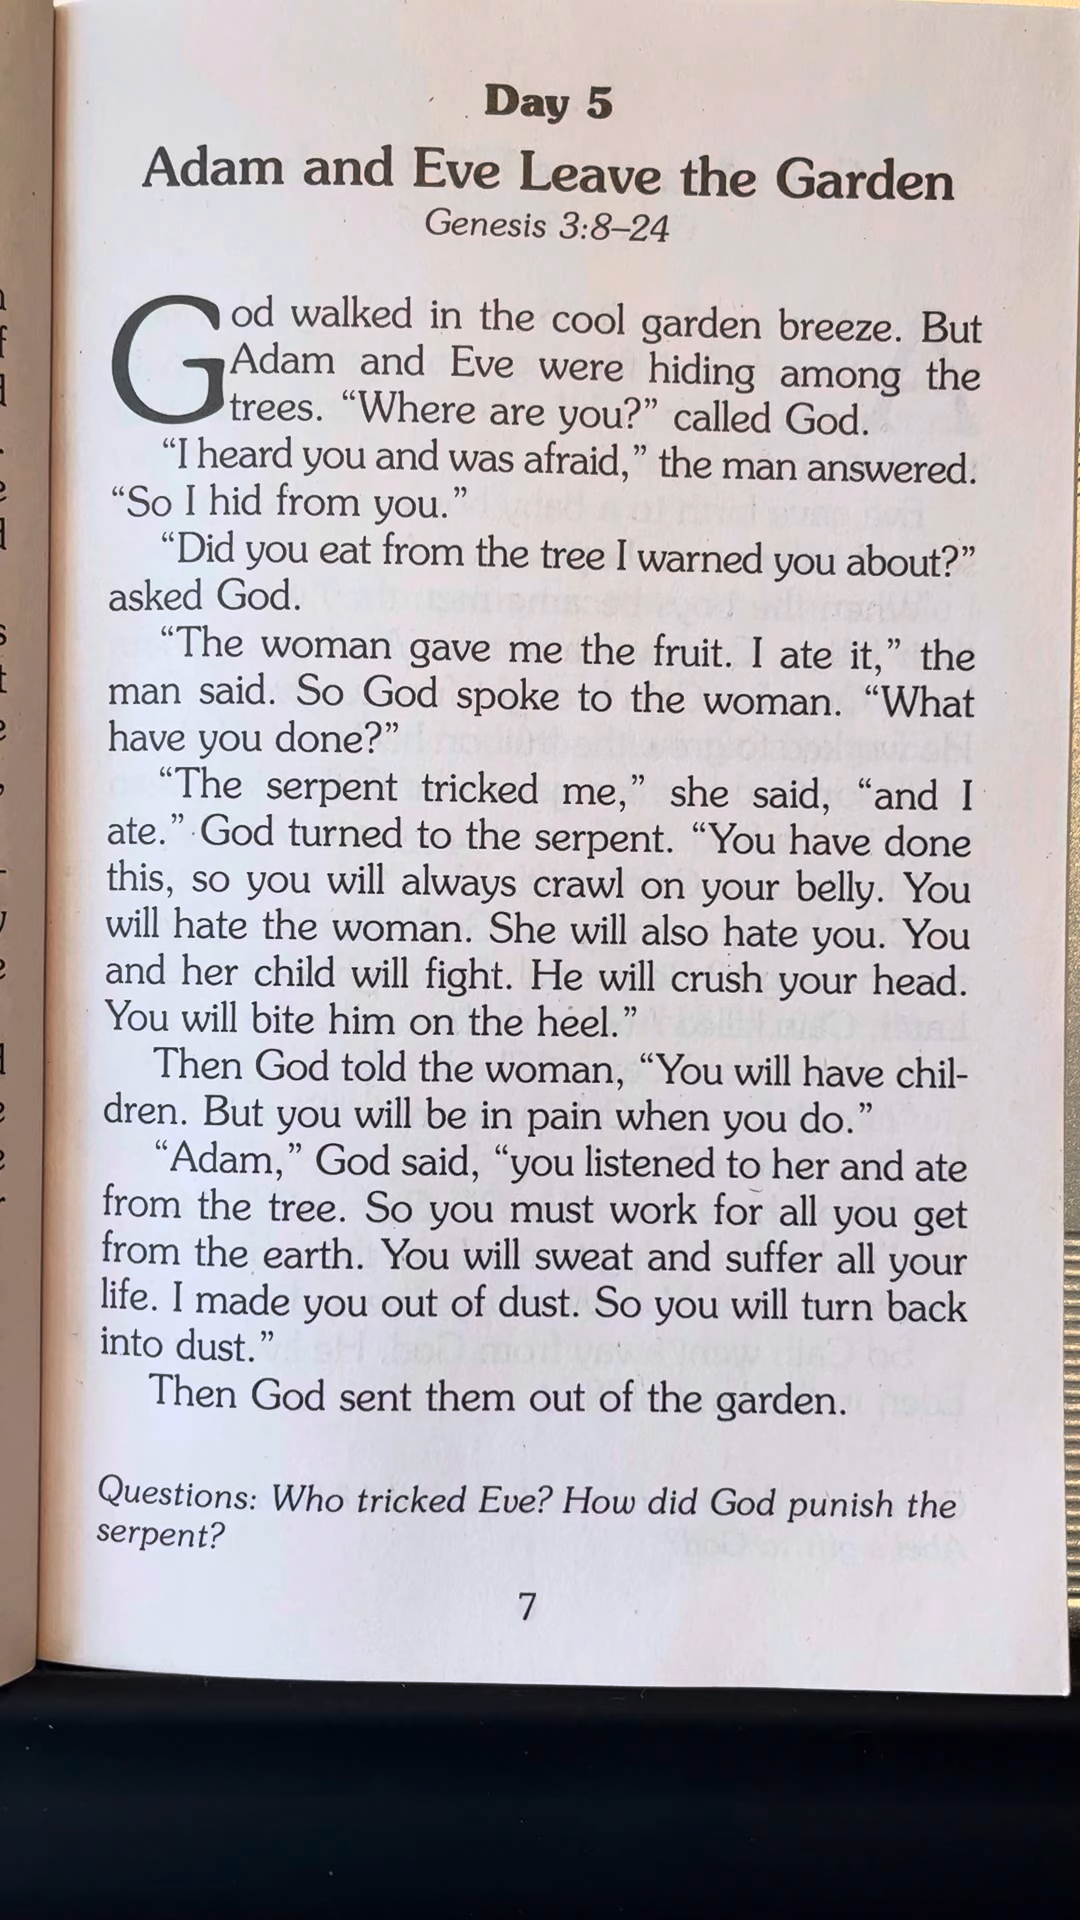 Day 5
Adam and Eve Leave the Garden
Genesis 3:8–24
God walked in the cool garden breeze. But
Adam and Eve were hiding among the
trees. “Where are you?” called God.
“I heard you and was afraid,” the man answered.
“So I hid from you.”
“Did you eat from the tree I warned you about?”
asked God.
“The woman gave me the fruit. I ate it,” the
man said. So God spoke to the woman. “What
have you done?”
“The serpent tricked me,” she said, “and I
ate.” God turned to the serpent. “You have done
this, so you will always crawl on your belly. You
will hate the woman. She will also hate you. You
and her child will fight. He will crush your head.
You will bite him on the heel.”
Then God told the woman, “You will have chil-
dren. But you will be in pain when you do.”
“Adam,” God said, “you listened to her and ate
from the tree. So you must work for all you get
from the earth. You will sweat and suffer all your
life. I made you out of dust. So you will turn back
into dust.”
Then God sent them out of the garden.
Questions: Who tricked Eve? How did God punish the
serpent?
7